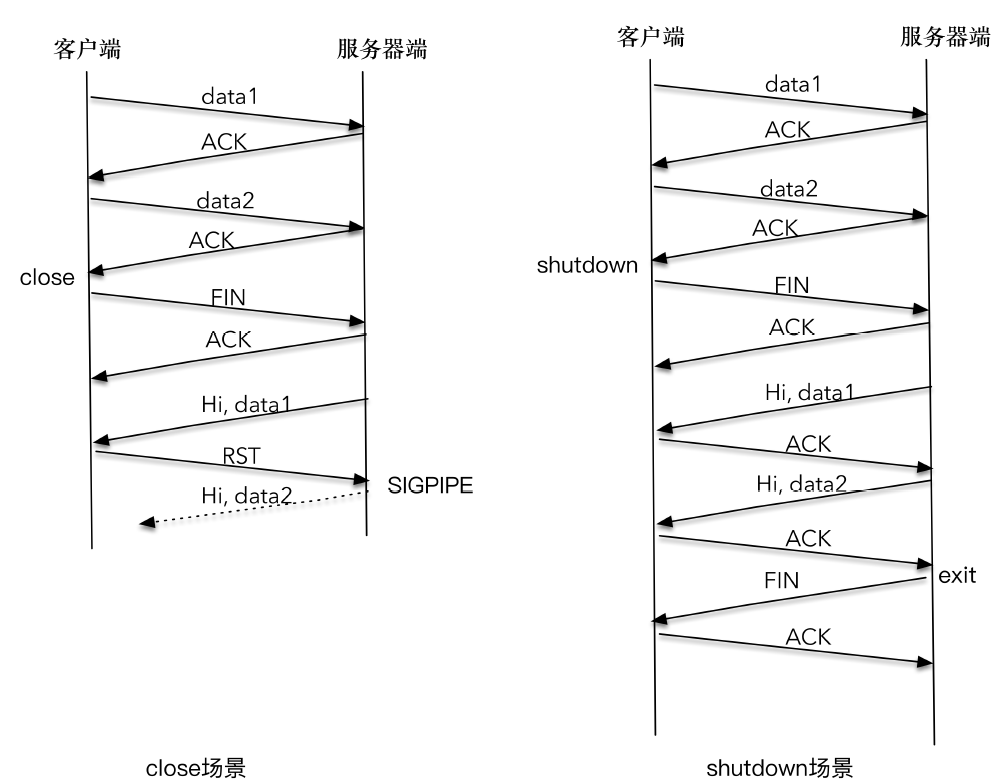 客户端
服务器端
data1
ACK
data2
ACK
close
FIN
ACK
Hi, data1
RST
SIGPIPE
Hi, data2
close场景
客户端
服务器端
data1
ACK
data2
ACK
shutdown
FIN
ACK
Hi, data1
ACK
Hi, data2
ACK
exit
FIN
ACK
shutdown场景